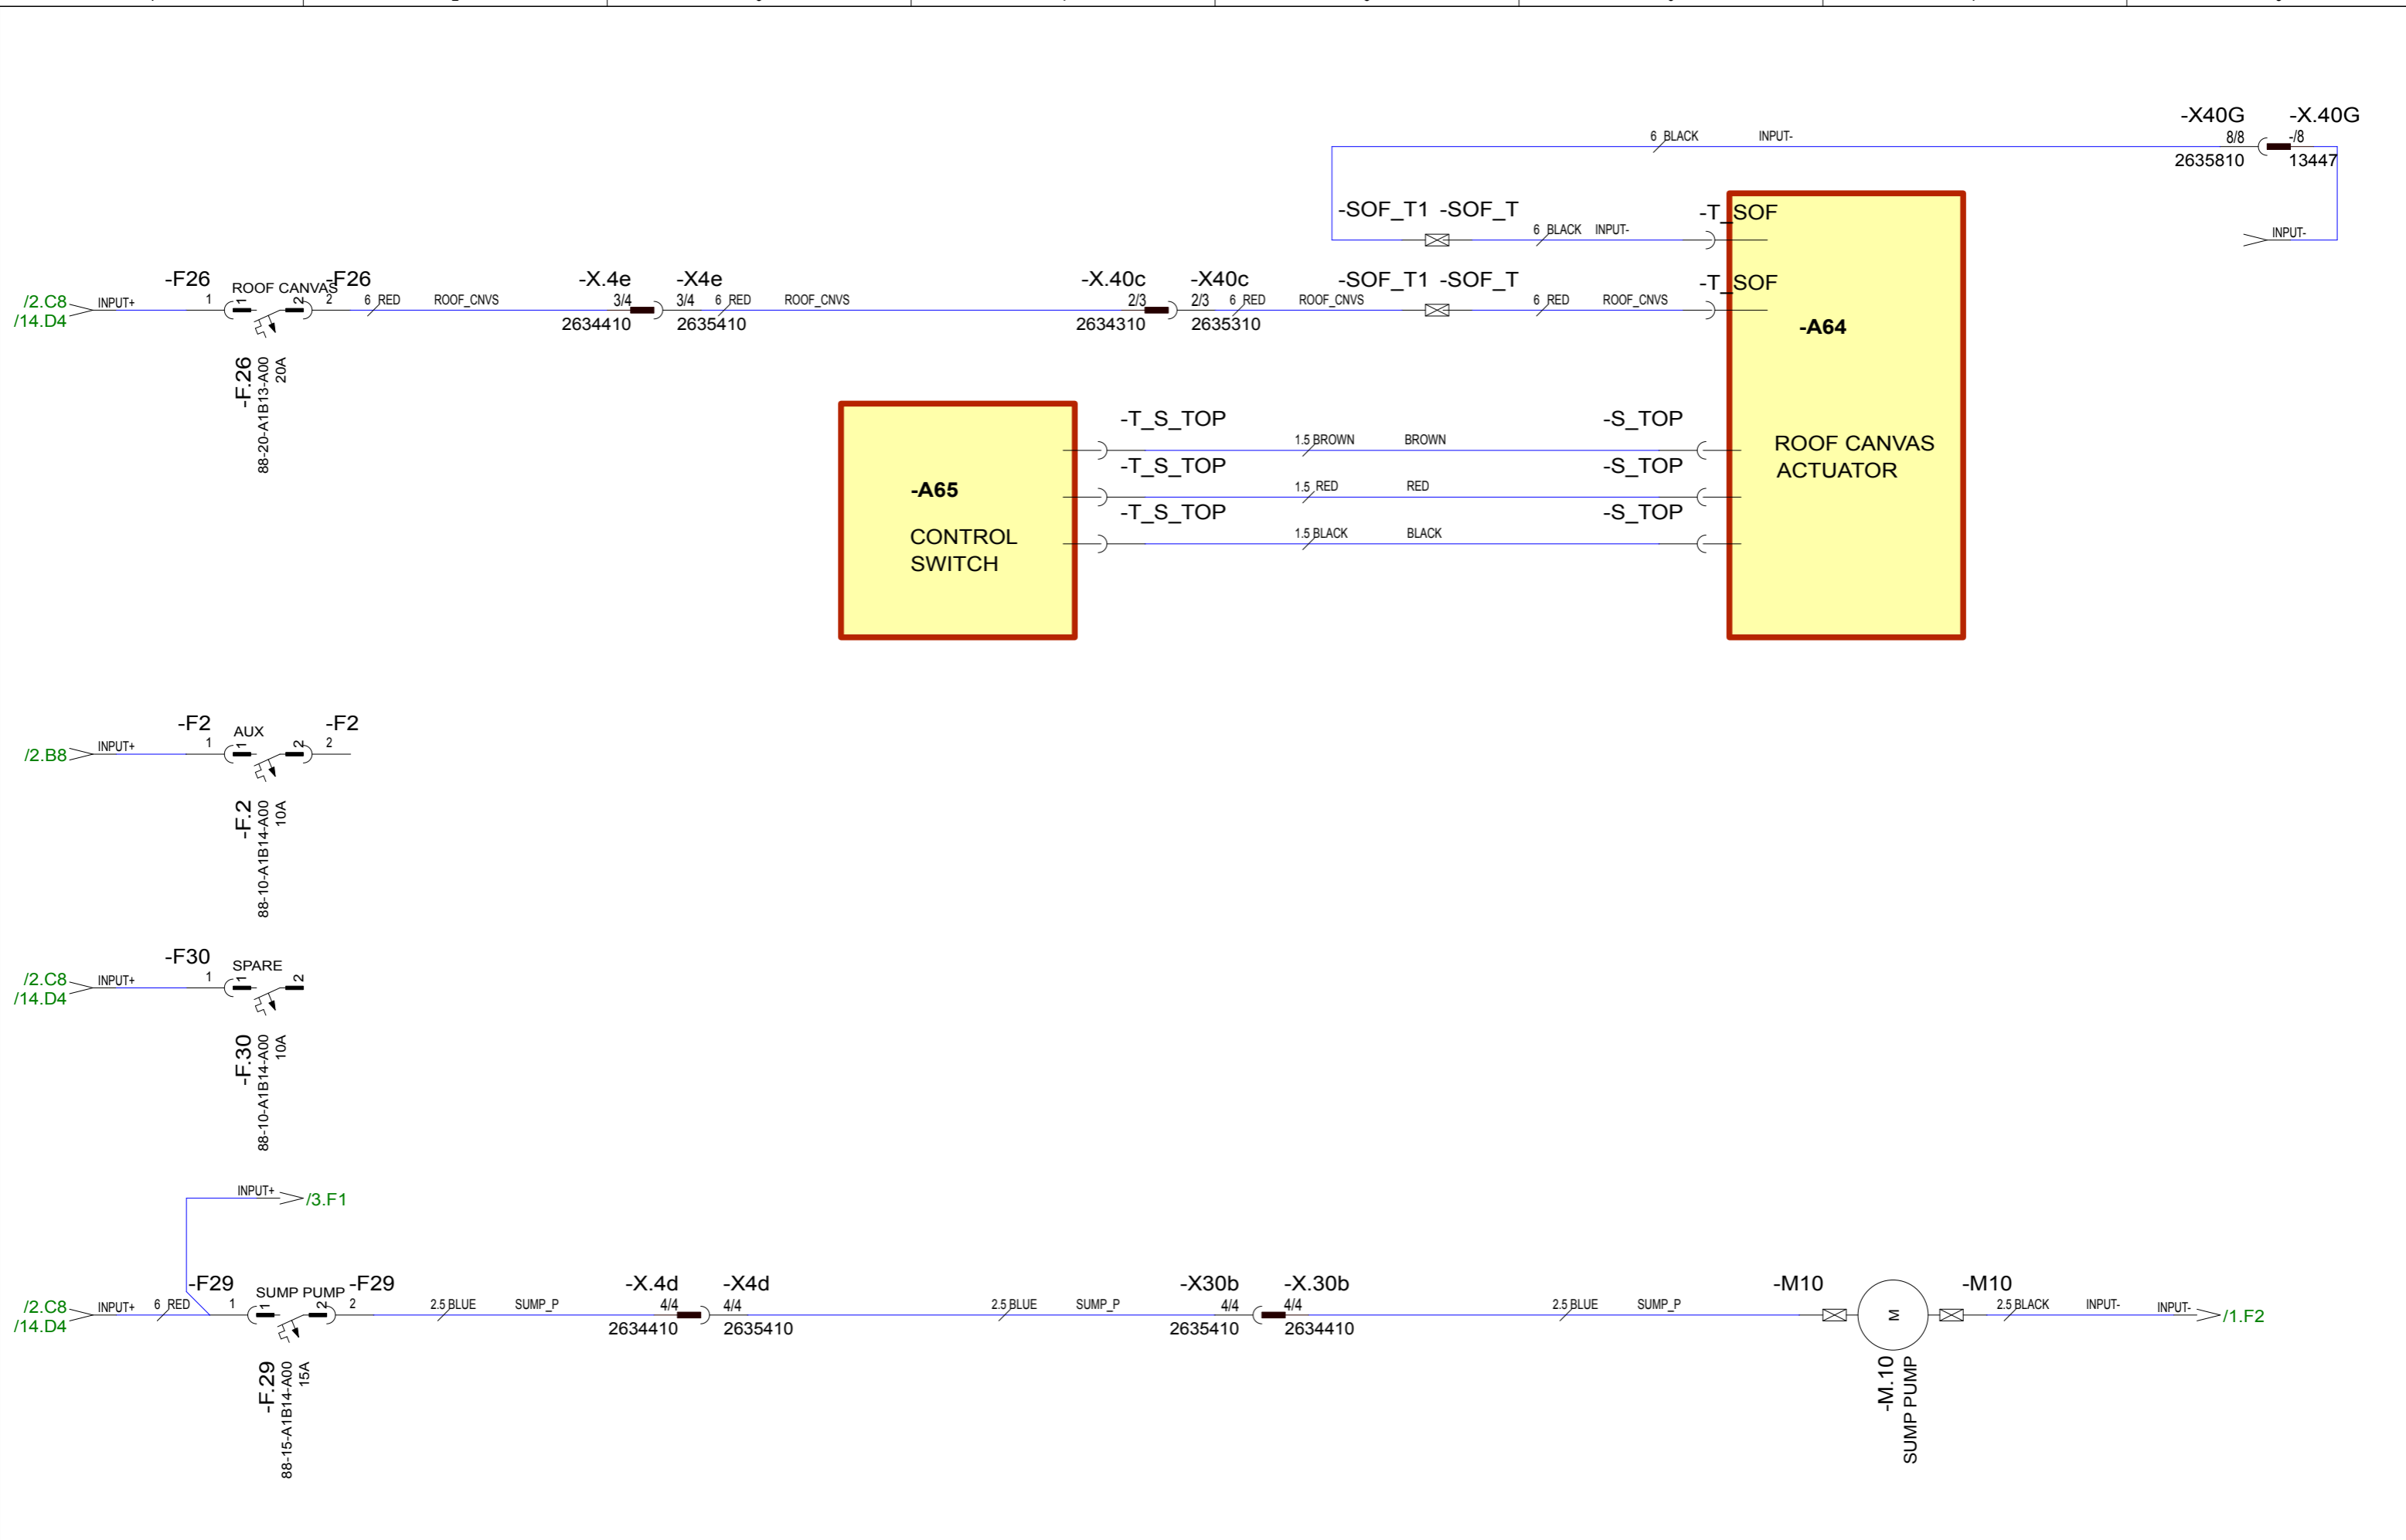 -X40G -X.40G
6 BLACK INPUT- 8/8 -/8
2635810 13447
-SOF_T1 -SOF_T -T_SOF
6 BLACK INPUT- INPUT-
-F26 ROOF CANVAS -F26 -X.4e -X4e -X.40c -X40c -SOF_T1 -SOF_T -T_SOF
/2.C8 INPUT+ 1 1 2 2 6 RED ROOF_CNVS 3/4 3/4 6 RED ROOF_CNVS 2/3 2/3 6 RED ROOF_CNVS 6 RED ROOF_CNVS
/14.D4 2634410 2635410 2634310 2635310
-A64
-F.26
88-20-A1B13-A00
20A
-T_S_TOP -S_TOP
1.5 BROWN BROWN
ROOF CANVAS
ACTUATOR
-T_S_TOP -S_TOP
-A65 1.5 RED RED
-T_S_TOP -S_TOP
CONTROL 1.5 BLACK BLACK
SWITCH
-F2 AUX -F2
/2.B8 INPUT+ 1 1 2 2
-F.2
88-10-A1B14-A00
10A
-F30 SPARE
/2.C8 INPUT+ 1 1 2
/14.D4
-F.30
88-10-A1B14-A00
10A
INPUT+ /3.F1
-F29 SUMP PUMP -F29 -X.4d -X4d -X30b -X.30b -M10 -M10
/2.C8 INPUT+ 6 RED 1 1 2 2 2.5 BLUE SUMP_P 4/4 4/4 2.5 BLUE SUMP_P 4/4 4/4 2.5 BLUE SUMP_P M 2.5 BLACK INPUT- INPUT- /1.F2
/14.D4 2634410 2635410 2635410 2634410
-F.29
88-15-A1B14-A00
15A
-M.10
SUMP PUMP